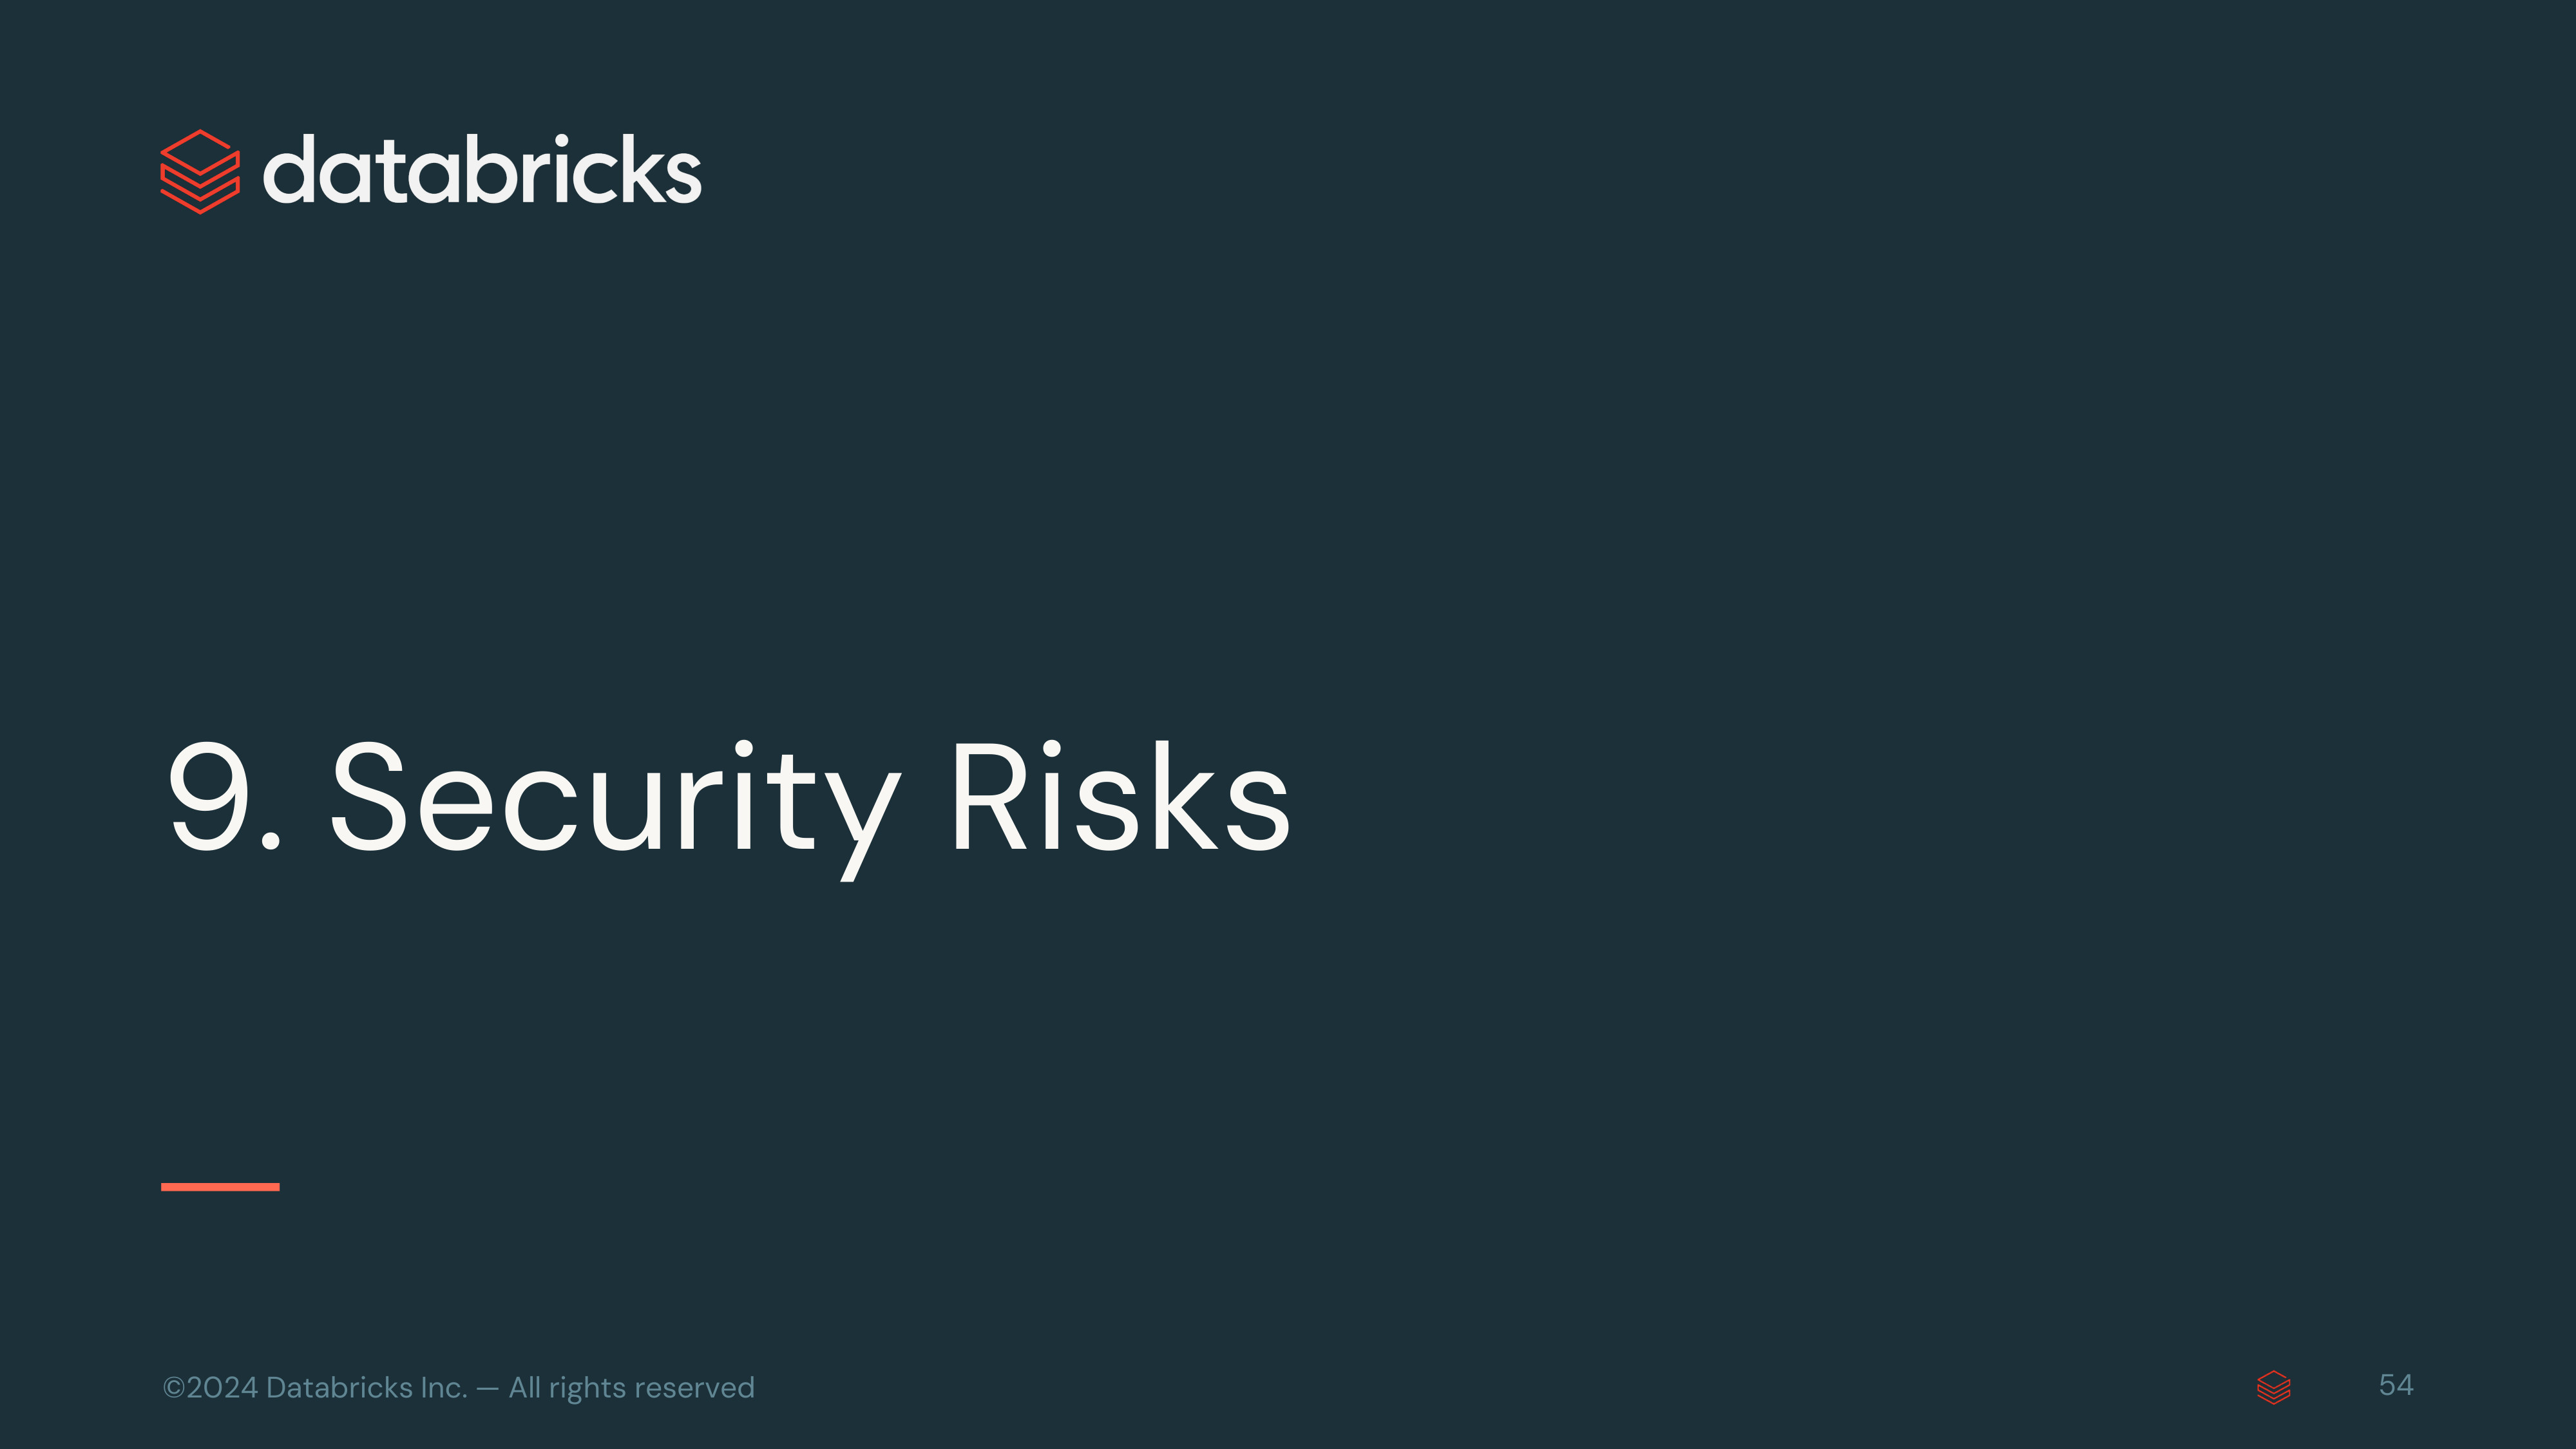 databricks
9. Security Risks
©2024 Databricks Inc. — All rights reserved
54